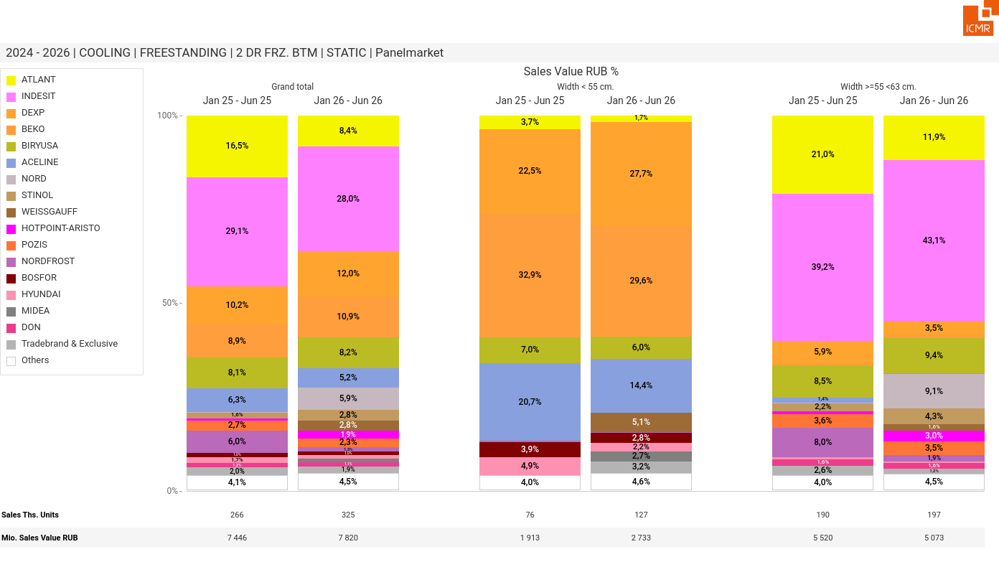 ICMR
2024 - 2026 | COOLING | FREESTANDING | 2 DR FRZ. BTM | STATIC | Panelmarket
ATLANT
INDESIT
DEXP
BEKO
BIRYUSA
ACELINE
NORD
STINOL
WEISSGAUFF
HOTPOINT-ARISTO
POZIS
NORDFROST
BOSFOR
HYUNDAI
MIDEA
DON
Tradebrand & Exclusive
Others
Sales Value RUB %
Grand total
Width < 55 cm.
Width >=55 <63 cm.
Jan 25 - Jun 25
Jan 26 - Jun 26
Jan 25 - Jun 25
Jan 26 - Jun 26
Jan 25 - Jun 25
Jan 26 - Jun 26
100%
50%
0%
16,5%
29,1%
10,2%
8,9%
8,1%
6,3%
1,6%
2,7%
6,0%
1,0%
1,7%
1,2%
2,0%
4,1%
8,4%
28,0%
12,0%
10,9%
8,2%
5,2%
5,9%
2,8%
2,8%
1,9%
2,3%
1,3%
1,0%
1,1%
1,9%
4,5%
3,7%
22,5%
32,9%
7,0%
20,7%
3,9%
4,9%
4,0%
1,7%
27,7%
29,6%
6,0%
14,4%
5,1%
2,8%
2,2%
2,7%
3,2%
4,6%
21,0%
39,2%
5,9%
8,5%
1,4%
2,2%
3,6%
8,0%
1,6%
2,6%
4,0%
11,9%
43,1%
3,5%
9,4%
9,1%
4,3%
1,6%
3,0%
3,5%
1,9%
1,6%
1,2%
4,5%
Sales Ths. Units 266 325 76 127 190 197
Mio. Sales Value RUB 7 446 7 820 1 913 2 733 5 520 5 073